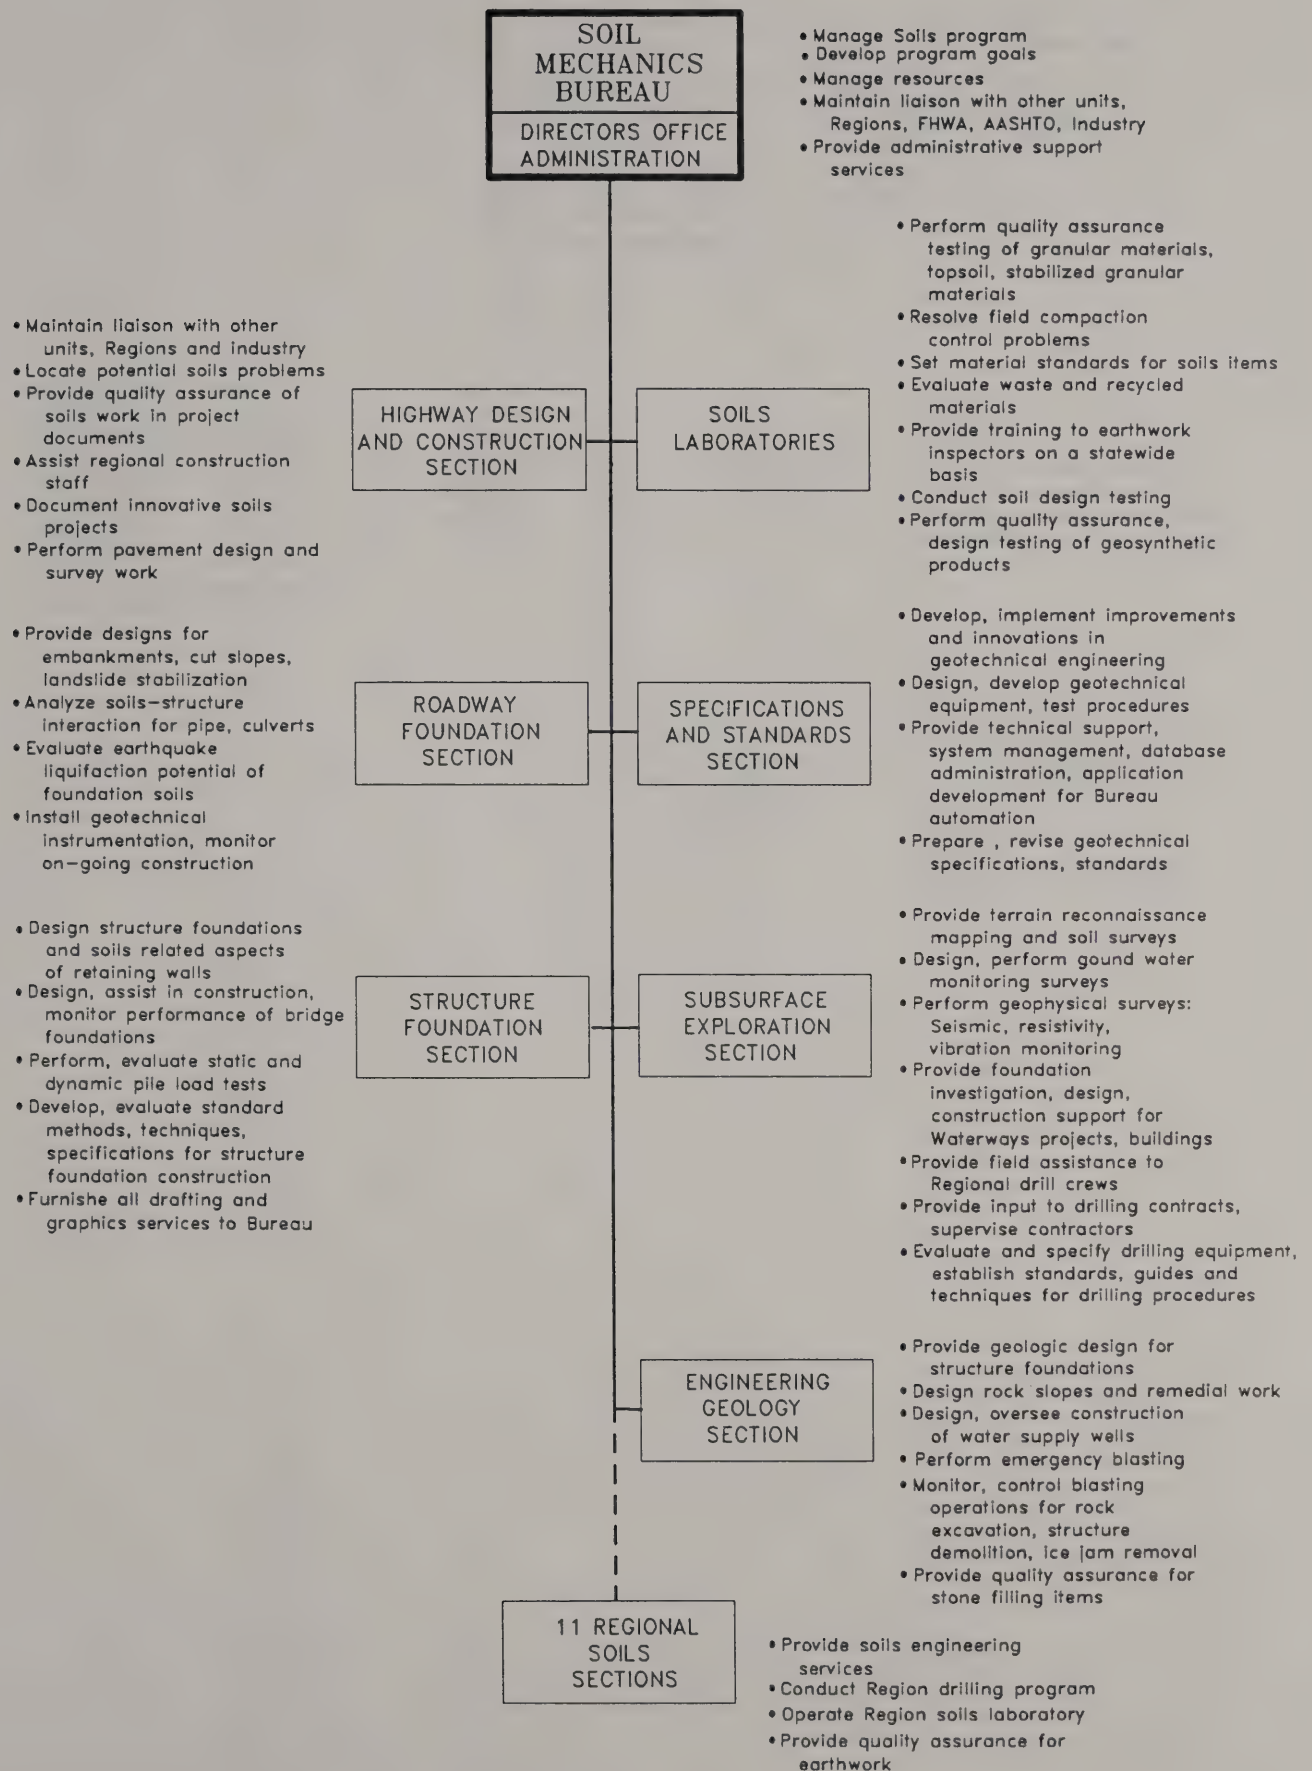 SOIL
MECHANICS
BUREAU
DIRECTORS OFFICE
ADMINISTRATION
• Manage Soils program
• Develop program goals
• Manage resources
• Maintain liaison with other units,
Regions, FHWA, AASHTO, Industry
• Provide administrative support
services
• Maintain liaison with other
units, Regions and industry
• Locate potential soils problems
• Provide quality assurance of
soils work in project
documents
• Assist regional construction
staff
• Document innovative soils
projects
• Perform pavement design and
survey work
HIGHWAY DESIGN
AND CONSTRUCTION
SECTION
SOILS
LABORATORIES
• Perform quality assurance
testing of granular materials,
topsoil, stabilized granular
materials
• Resolve field compaction
control problems
• Set material standards for soils items
• Evaluate waste and recycled
materials
• Provide training to earthwork
inspectors on a statewide
basis
• Conduct soil design testing
• Perform quality assurance,
design testing of geosynthetic
products
• Provide designs for
embankments, cut slopes,
landslide stabilization
• Analyze soils-structure
interaction for pipe, culverts
• Evaluate earthquake
liquifaction potential of
foundation soils
• Install geotechnical
instrumentation, monitor
on-going construction
ROADWAY
FOUNDATION
SECTION
SPECIFICATIONS
AND STANDARDS
SECTION
• Develop, implement improvements
and innovations in
geotechnical engineering
• Design, develop geotechnical
equipment, test procedures
• Provide technical support,
system management, database
administration, application
development for Bureau
automation
• Prepare , revise geotechnical
specifications, standards
• Design structure foundations
and soils related aspects
of retaining walls
• Design, assist in construction,
monitor performance of bridge
foundations
• Perform, evaluate static and
dynamic pile load tests
• Develop, evaluate standard
methods, techniques,
specifications for structure
foundation construction
• Furnishe all drafting and
graphics services to Bureau
STRUCTURE
FOUNDATION
SECTION
SUBSURFACE
EXPLORATION
SECTION
• Provide terrain reconnaissance
mapping and soil surveys
• Design, perform gound water
monitoring surveys
• Perform geophysical surveys:
Seismic, resistivity,
vibration monitoring
• Provide foundation
investigation, design,
construction support for
Waterways projects, buildings
• Provide field assistance to
Regional drill crews
• Provide input to drilling contracts,
supervise contractors
• Evaluate and specify drilling equipment,
establish standards, guides and
techniques for drilling procedures
ENGINEERING
GEOLOGY
SECTION
• Provide geologic design for
structure foundations
• Design rock slopes and remedial work
• Design, oversee construction
of water supply wells
• Perform emergency blasting
• Monitor, control blasting
operations for rock
excavation, structure
demolition, ice jam removal
• Provide quality assurance for
stone filling items
11 REGIONAL
SOILS
SECTIONS
• Provide soils engineering
services
• Conduct Region drilling program
• Operate Region soils laboratory
• Provide quality assurance for
earthwork